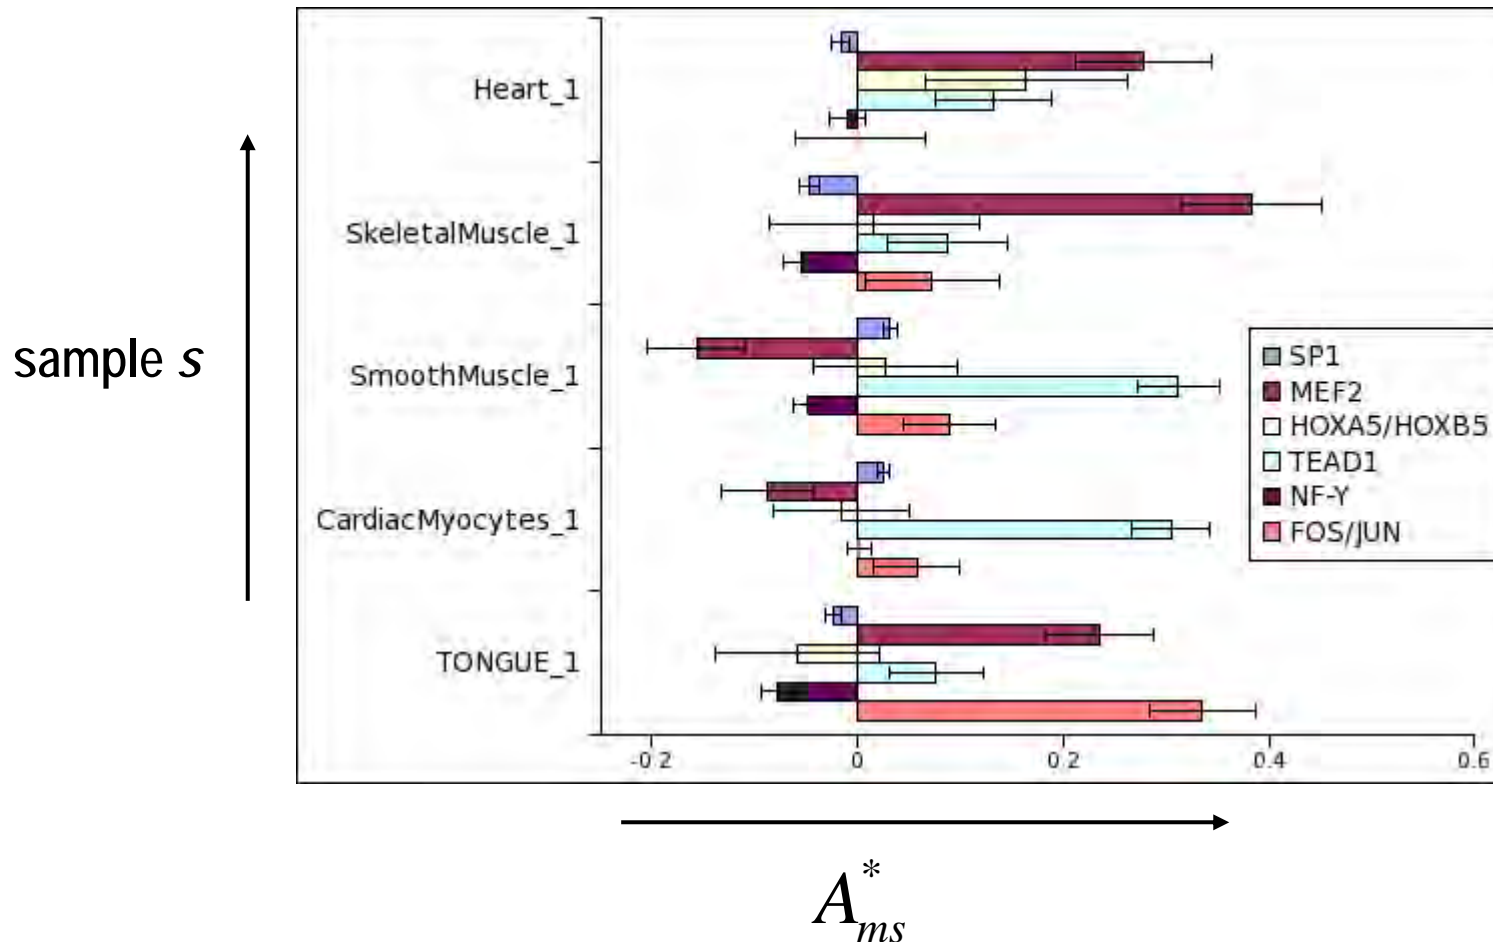 Heart_1
SkeletalMuscle_1
sample s
SmoothMuscle_1
CardiacMyocytes_1
TONGUE_1
SP1
MEF2
HOXA5/HOXB5
TEAD1
NF-Y
FOS/JUN
-0.2 0 0.2 0.4 0.6
A*ms